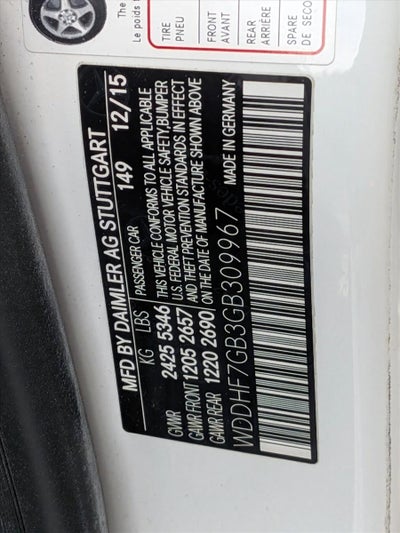 The
Le poids
TIRE
PNEU
FRONT
AVANT
REAR
ARRIÈRE
SPARE
DE SECO
MFD BY DAIMLER AG STUTTGART
149 12/15
KG LBS PASSENGER CAR
GVWR 2425 5346 THIS VEHICLE CONFORMS TO ALL APPLICABLE
U.S. FEDERAL MOTOR VEHICLE SAFETY,BUMPER
GAWR FRONT 1205 2657 AND THEFT PREVENTION STANDARDS IN EFFECT
GAWR REAR 1220 2690 ON THE DATE OF MANUFACTURE SHOWN ABOVE
WDDHF7GB3GB309967 MADE IN GERMANY